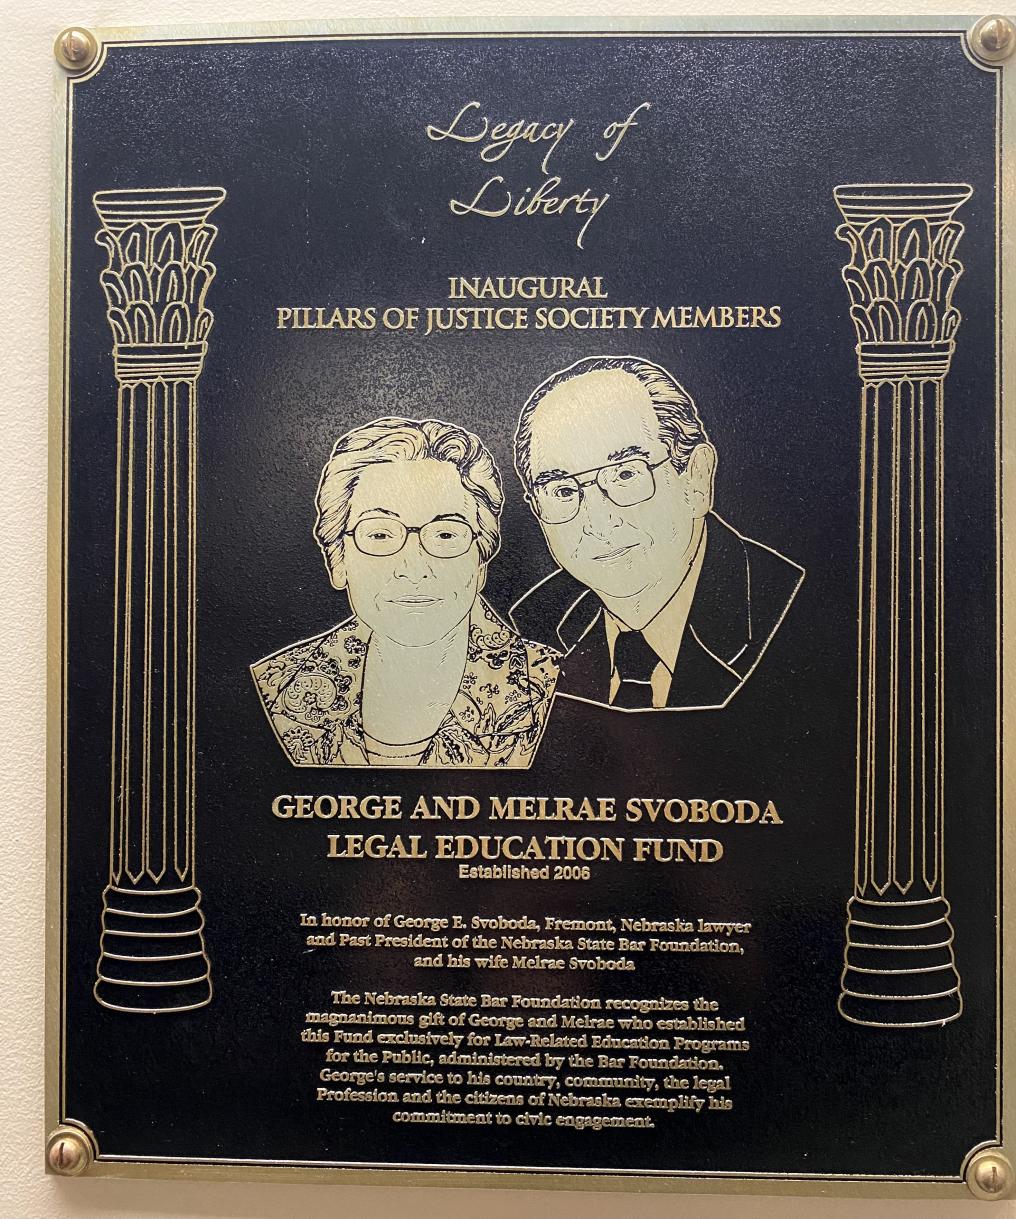 Legacy of
Liberty
INAUGURAL
PILLARS OF JUSTICE SOCIETY MEMBERS
GEORGE AND MELRAE SVOBODA
LEGAL EDUCATION FUND
Established 2006
In honor of George E. Svoboda, Fremont, Nebraska lawyer
and Past President of the Nebraska State Bar Foundation,
and his wife Melrae Svoboda
The Nebraska State Bar Foundation recognizes the
magnanimous gift of George and Melrae who established
this Fund exclusively for Law-Related Education Programs
for the Public, administered by the Bar Foundation.
George's service to his country, community, the legal
Profession and the citizens of Nebraska exemplify his
commitment to civic engagement.